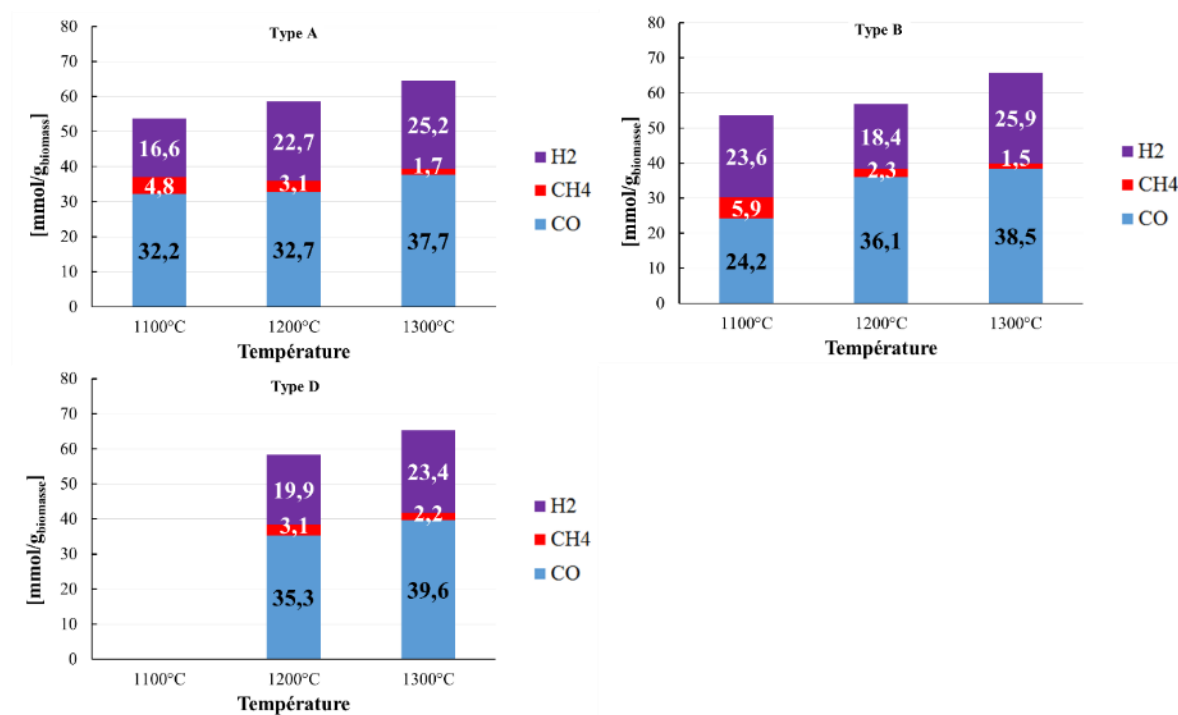 Type A
[mmol/gbiomass]
80
70
60
50
40
30
20
10
0
16,6
4,8
32,2
22,7
3,1
32,7
25,2
1,7
37,7
1100°C 1200°C 1300°C
Température
H2
CH4
CO
Type B
[mmol/gbiomasse]
80
70
60
50
40
30
20
10
0
23,6
5,9
24,2
18,4
2,3
36,1
25,9
1,5
38,5
1100°C 1200°C 1300°C
Température
H2
CH4
CO
Type D
[mmol/gbiomasse]
80
70
60
50
40
30
20
10
0
19,9
3,1
35,3
23,4
2,2
39,6
1100°C 1200°C 1300°C
Température
H2
CH4
CO